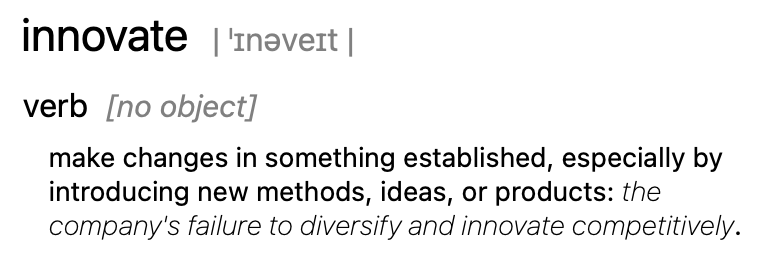 innovate | ˈɪnəveɪt |
verb [no object]
make changes in something established, especially by
introducing new methods, ideas, or products: the
company's failure to diversify and innovate competitively.